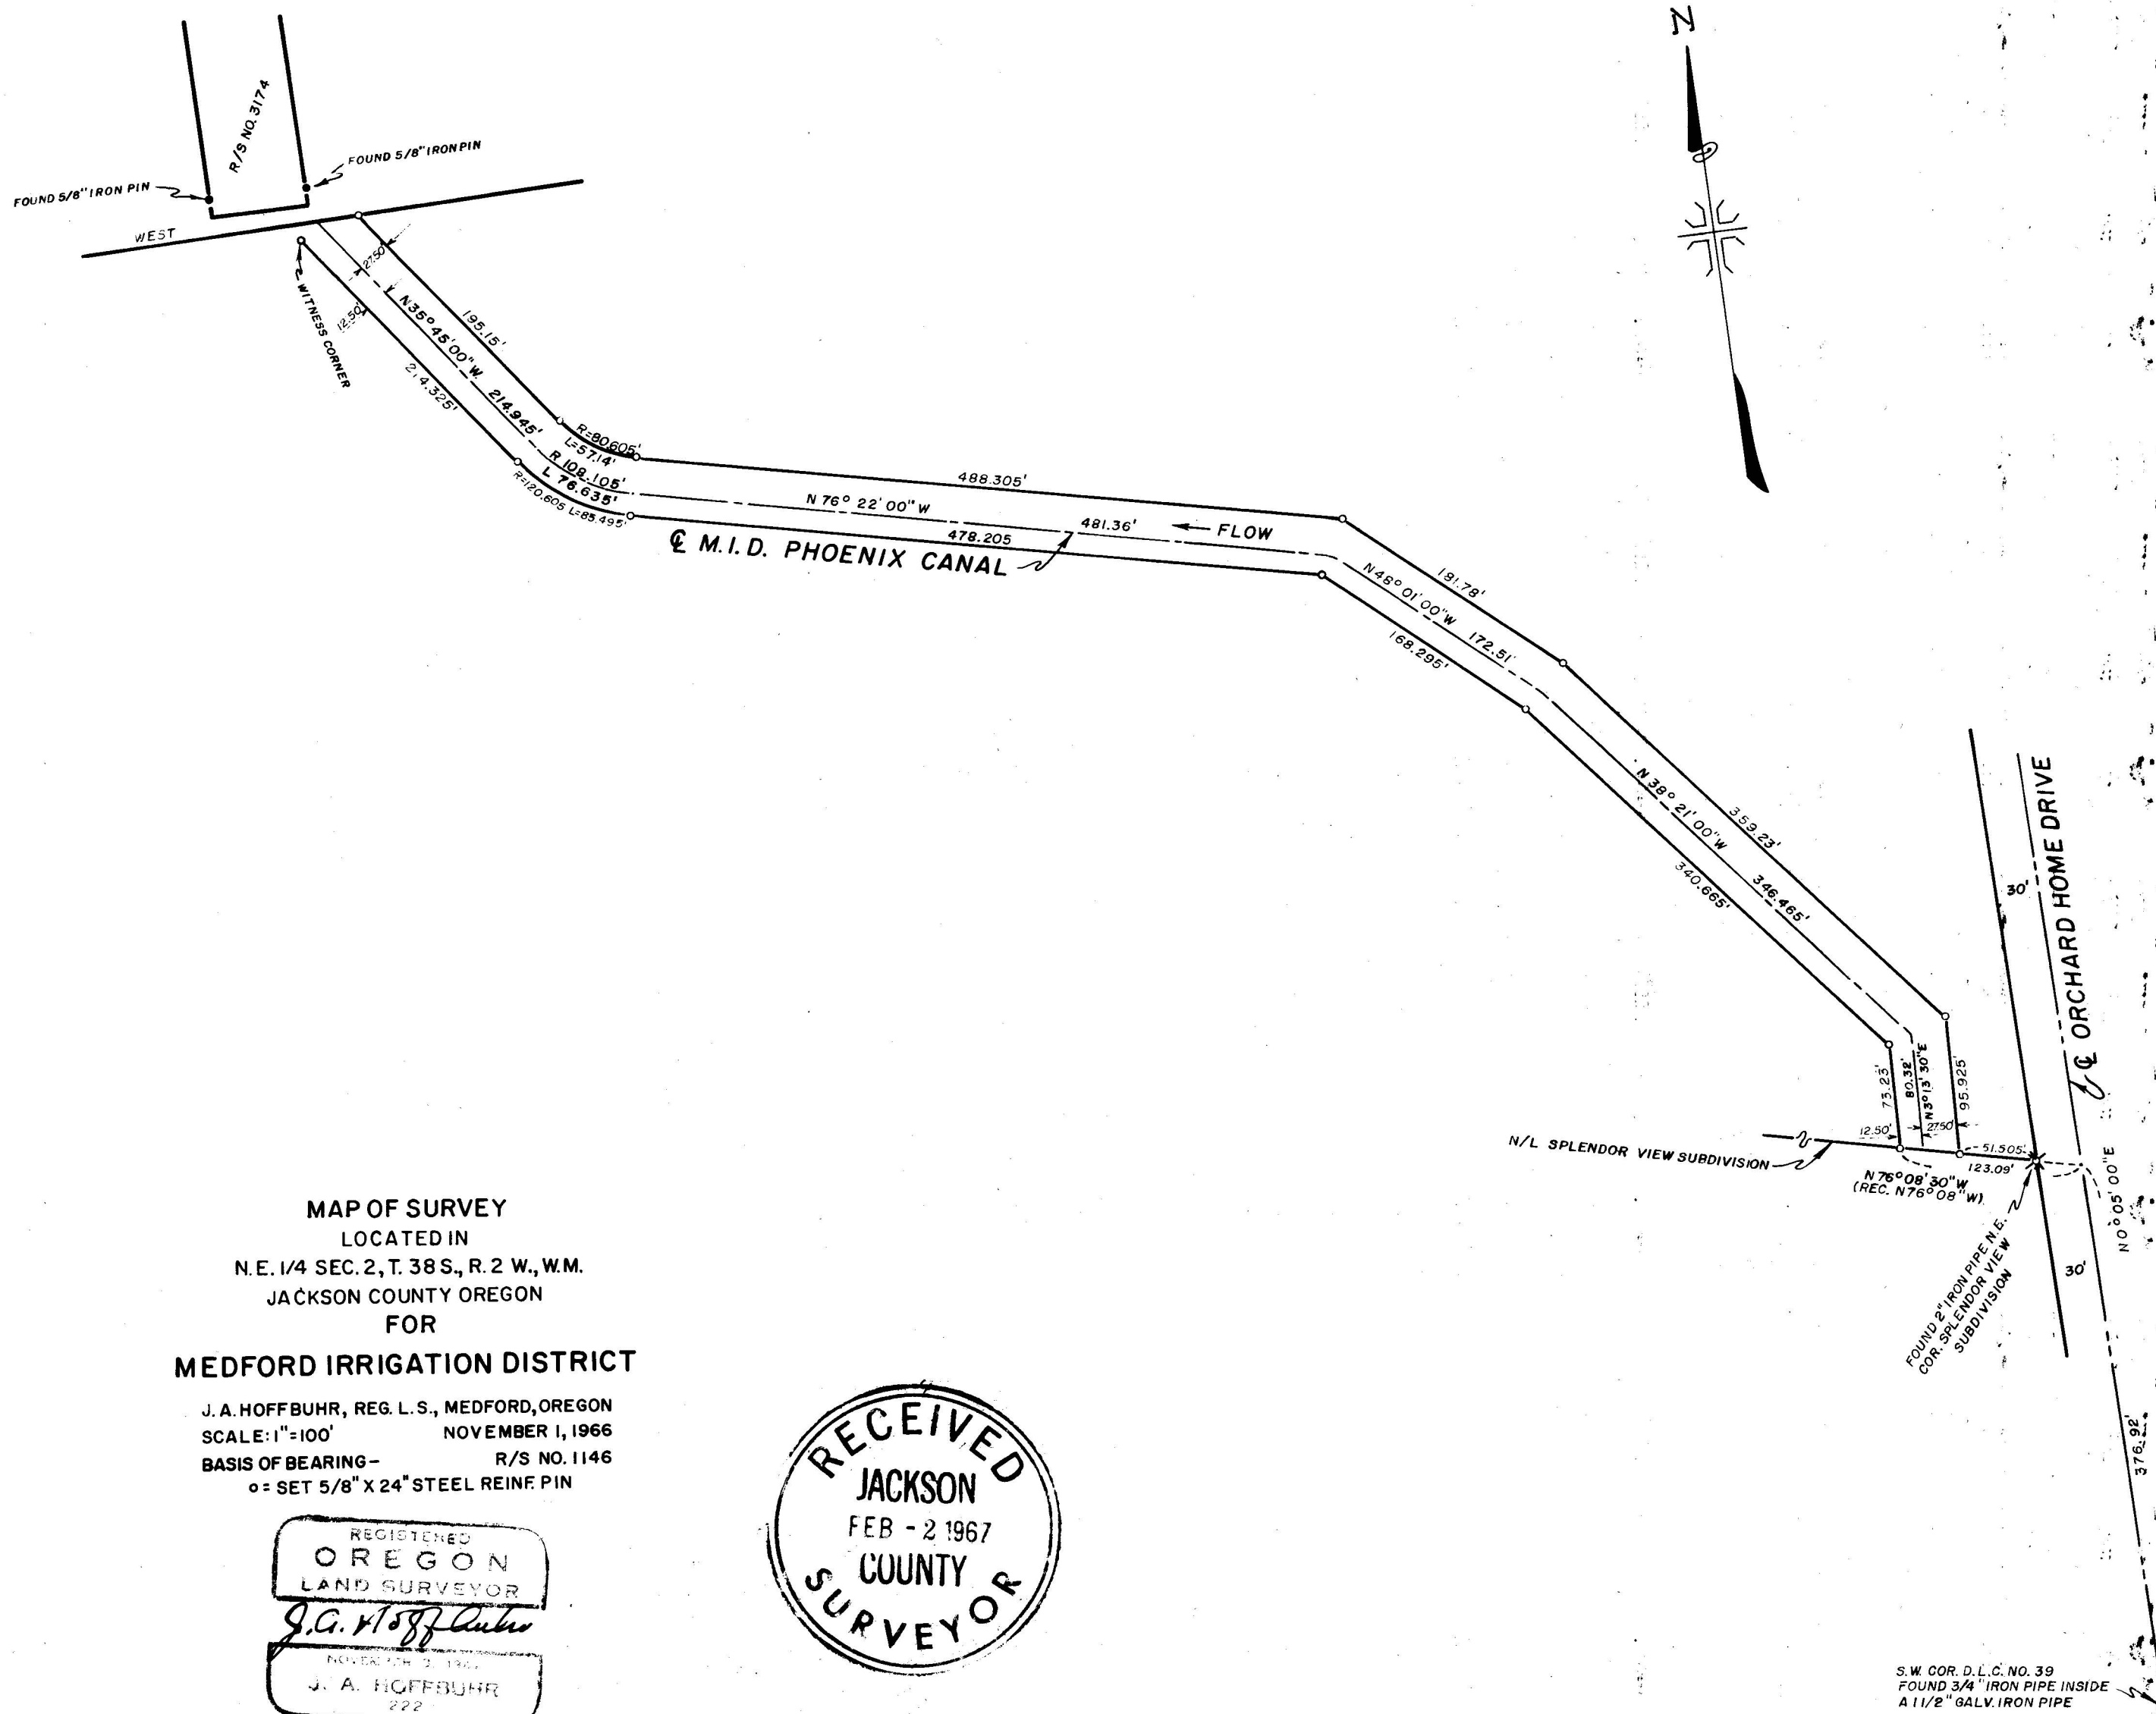 N
R/S NO. 3174
FOUND 5/8" IRON PIN
FOUND 5/8" IRON PIN
WEST
27.50'
12.50'
WITNESS CORNER
N35° 45' 00" W. 214.945'
195.15'
214.325'
R=80.605'
L=57.14'
R 108.105'
L 76.635'
R=120.605 L=85.495'
488.305'
N 76° 22' 00" W
481.36'
FLOW
478.205
℄ M.I.D. PHOENIX CANAL
N48° 01' 00" W 172.51'
181.78'
168.295'
N 38° 21' 00" W 346.465'
359.23'
340.665'
30'
℄ ORCHARD HOME DRIVE
73.23'
80.32'
N3° 13' 30" E
95.925'
12.50'
27.50'
51.505'
123.09'
N/L SPLENDOR VIEW SUBDIVISION
N 76° 08' 30" W
(REC. N76° 08" W)
FOUND 2" IRON PIPE N.E.
COR. SPLENDOR VIEW
SUBDIVISION
N0° 05' 00" E
30'
376.92'
MAP OF SURVEY
LOCATED IN
N.E. 1/4 SEC. 2, T. 38 S., R. 2 W., W.M.
JACKSON COUNTY OREGON
FOR
MEDFORD IRRIGATION DISTRICT
J. A. HOFFBUHR, REG. L. S., MEDFORD, OREGON
SCALE: 1"=100' NOVEMBER 1, 1966
BASIS OF BEARING- R/S NO. 1146
o = SET 5/8" X 24" STEEL REINF. PIN
REGISTERED
OREGON
LAND SURVEYOR
J. A. Hoffbuhr
J. A. HOFFBUHR
222
RECEIVED
JACKSON
FEB - 2 1967
COUNTY
SURVEYOR
S.W. COR. D.L.C. NO. 39
FOUND 3/4" IRON PIPE INSIDE
A 1 1/2" GALV. IRON PIPE